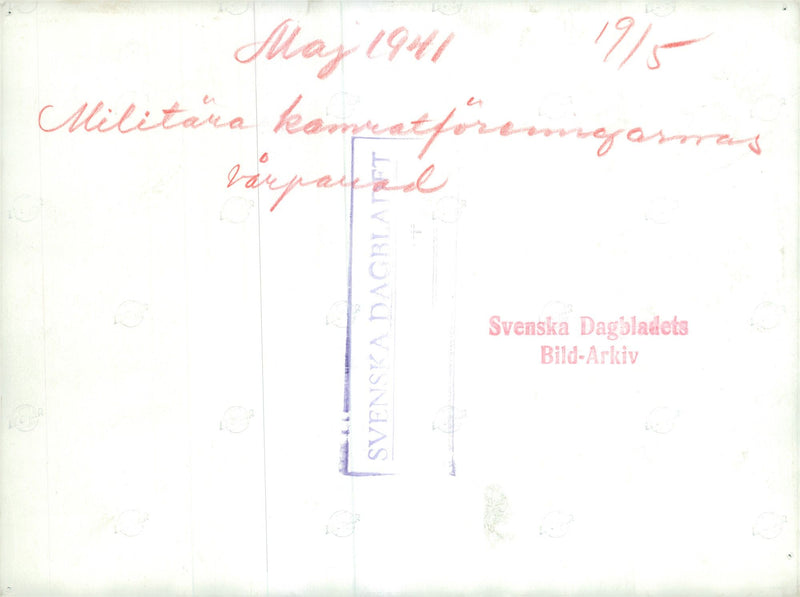 Maj 1941 19/5
Militära kamratföreningarnas
vårparad
SVENSKA DAGBLADET
Svenska Dagbladets
Bild-Arkiv